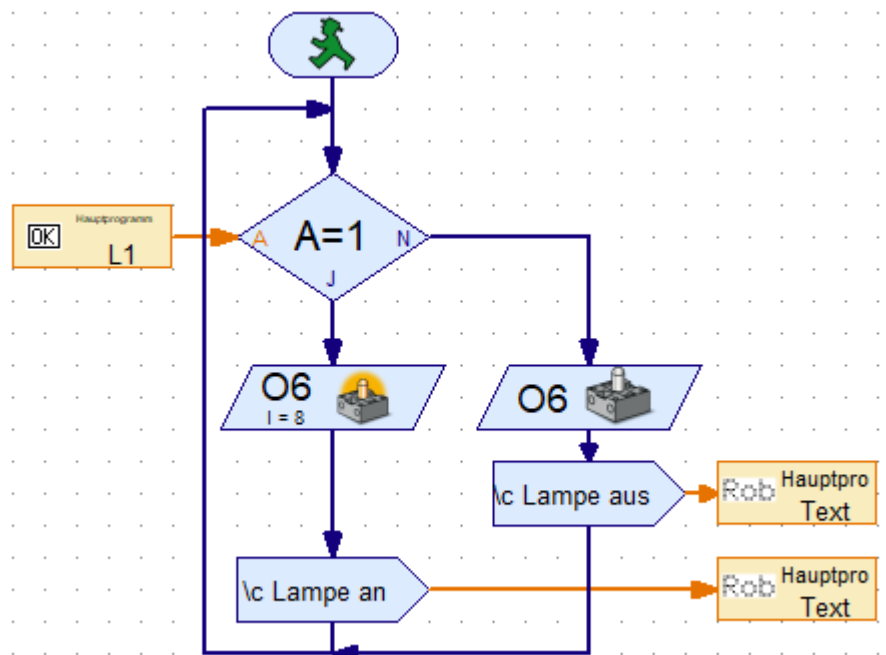 Hauptprogramm
OK
L1
A
A=1
N
J
O6
I = 8
O6
\c Lampe aus
Rob
Hauptpro
Text
\c Lampe an
Rob
Hauptpro
Text